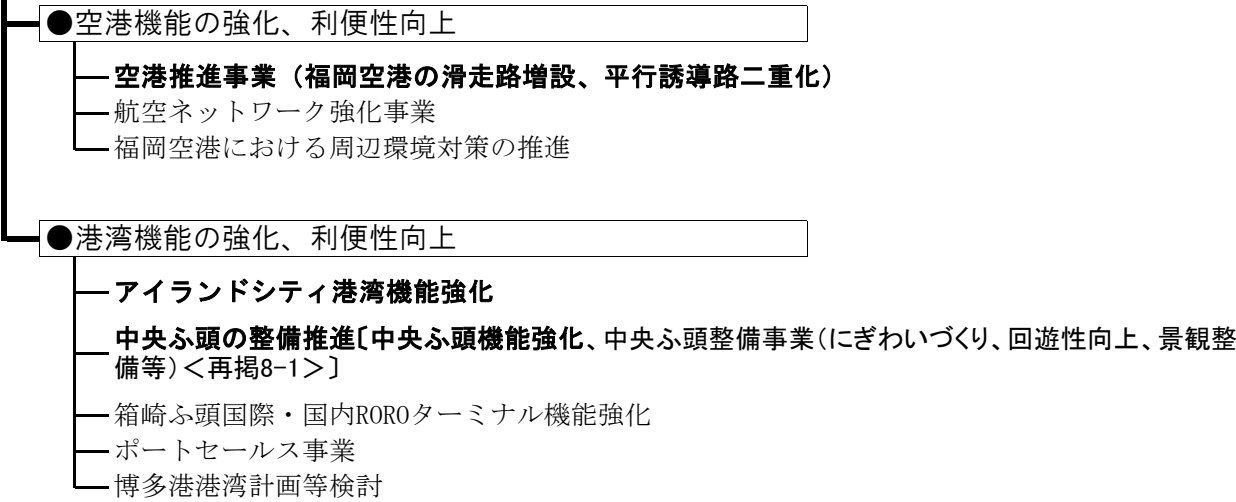 ●空港機能の強化、利便性向上
空港推進事業（福岡空港の滑走路増設、平行誘導路二重化）
航空ネットワーク強化事業
福岡空港における周辺環境対策の推進
●港湾機能の強化、利便性向上
アイランドシティ港湾機能強化
中央ふ頭の整備推進〔中央ふ頭機能強化、中央ふ頭整備事業（にぎわいづくり、回遊性向上、景観整
備等）＜再掲8-1＞〕
箱崎ふ頭国際・国内ROROターミナル機能強化
ポートセールス事業
博多港港湾計画等検討